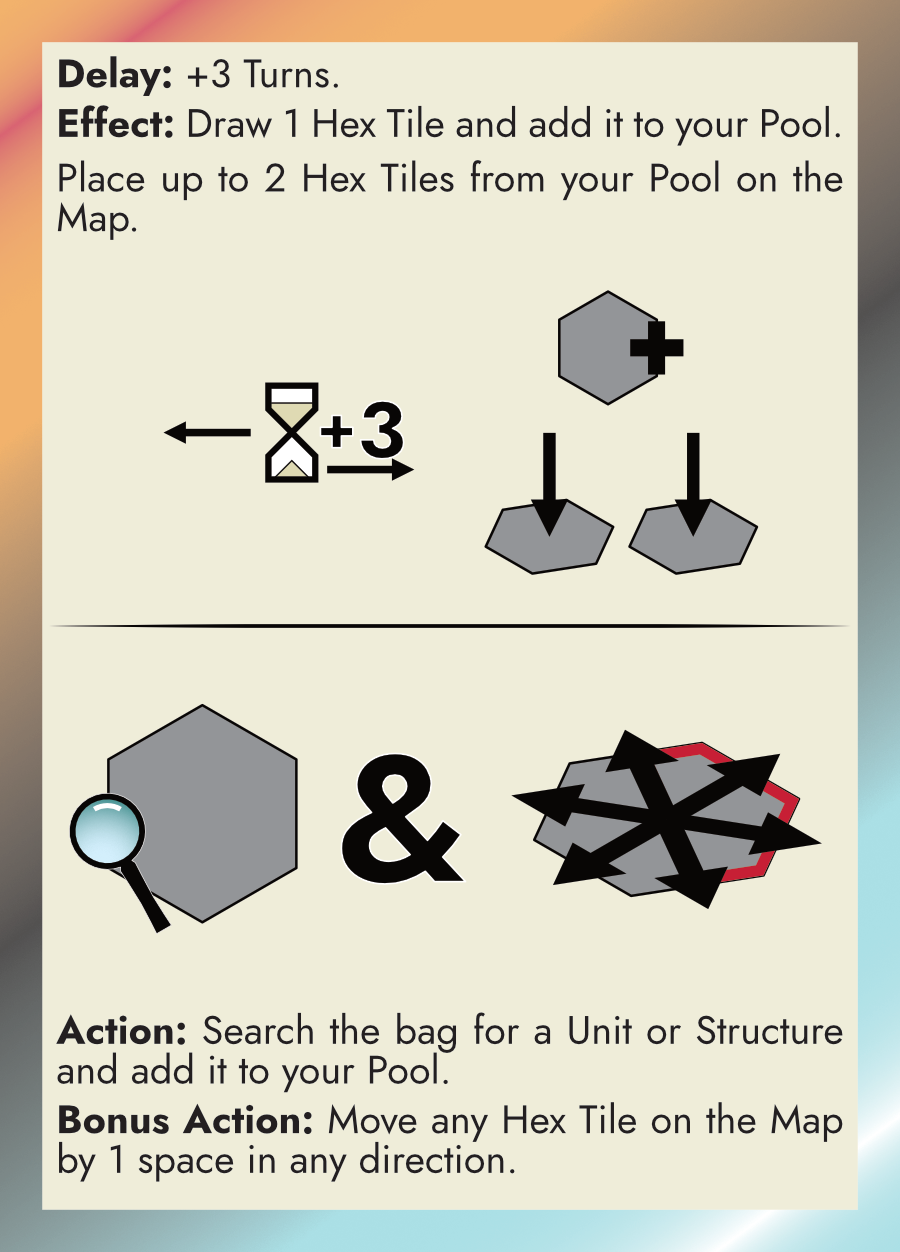 Delay: +3 Turns.
Effect: Draw 1 Hex Tile and add it to your Pool.
Place up to 2 Hex Tiles from your Pool on the
Map.
+3
&
Action: Search the bag for a Unit or Structure
and add it to your Pool.
Bonus Action: Move any Hex Tile on the Map
by 1 space in any direction.